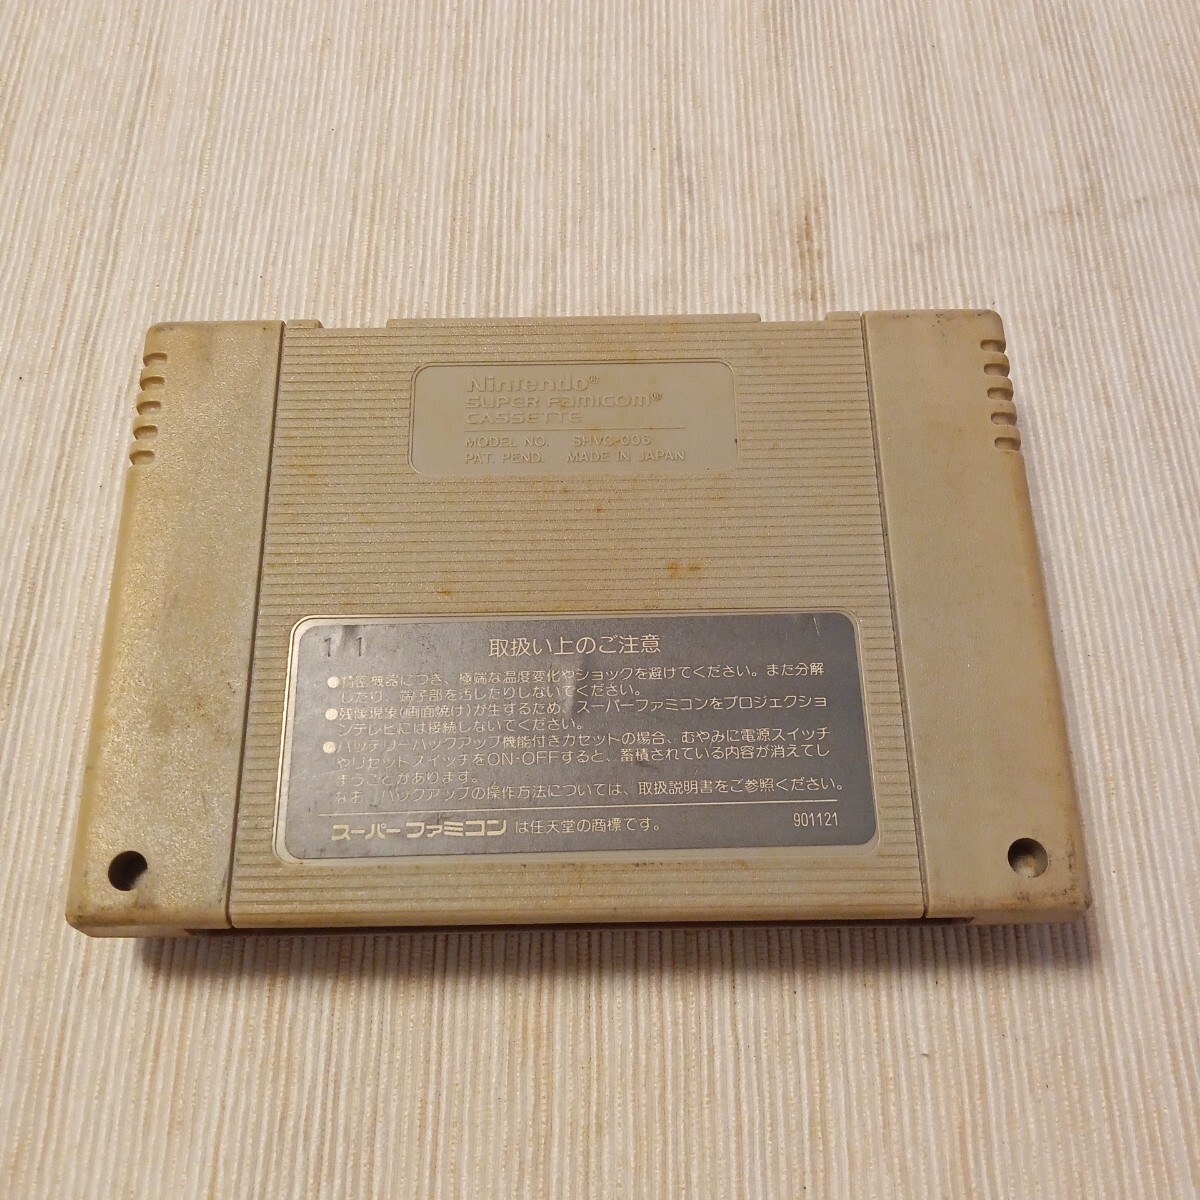 Nintendo®
SUPER FAMICOM®
CASSETTE
MODEL NO. SHVC-006
PAT. PEND. MADE IN JAPAN
11 取扱い上のご注意
●精密機器につき、極端な温度変化やショックを避けてください。また分解
したり、端子部を汚したりしないでください。
●残像現象(画面焼け)が生ずるため、スーパーファミコンをプロジェクショ
ンテレビには接続しないでください。
●バッテリーバックアップ機能付きカセットの場合、むやみに電源スイッチ
やリセットスイッチをON・OFFすると、蓄積されている内容が消えてし
まうことがあります。
なお、バックアップの操作方法については、取扱説明書をご参照ください。
スーパーファミコン は任天堂の商標です。 901121